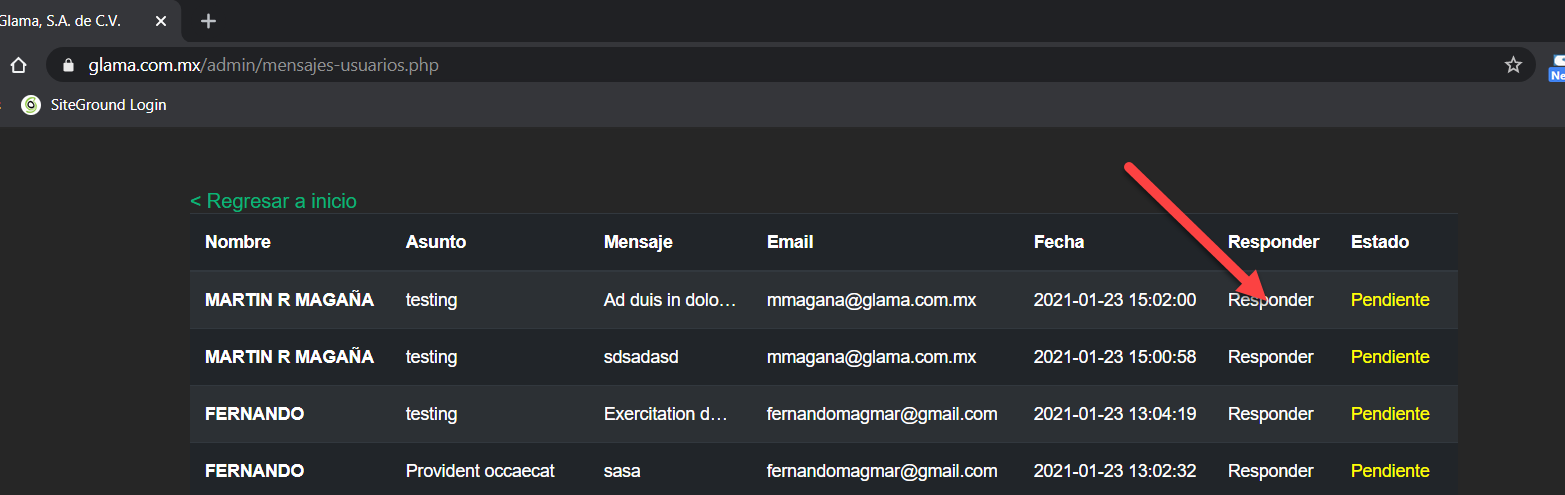 Glama, S.A. de C.V.
glama.com.mx/admin/mensajes-usuarios.php
Ne
SiteGround Login
< Regresar a inicio
Nombre Asunto Mensaje Email Fecha Responder Estado
MARTIN R MAGAÑA testing Ad duis in dolo… mmagana@glama.com.mx 2021-01-23 15:02:00 Responder Pendiente
MARTIN R MAGAÑA testing sdsadasd mmagana@glama.com.mx 2021-01-23 15:00:58 Responder Pendiente
FERNANDO testing Exercitation d… fernandomagmar@gmail.com 2021-01-23 13:04:19 Responder Pendiente
FERNANDO Provident occaecat sasa fernandomagmar@gmail.com 2021-01-23 13:02:32 Responder Pendiente